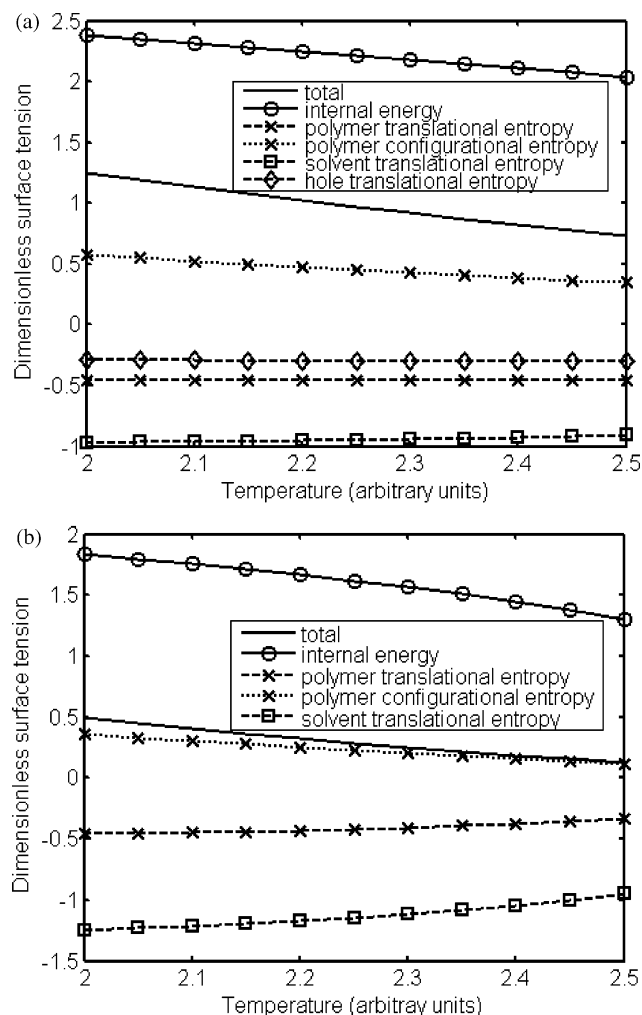 (a)
2.5
2
1.5
1
0.5
0
-0.5
-1
Dimensionless surface tension
total
internal energy
polymer translational entropy
polymer configurational entropy
solvent translational entropy
hole translational entropy
2 2.1 2.2 2.3 2.4 2.5
Temperature (arbitrary units)
(b)
2
1.5
1
0.5
0
-0.5
-1
-1.5
Dimensionless surface tension
total
internal energy
polymer translational entropy
polymer configurational entropy
solvent translational entropy
2 2.1 2.2 2.3 2.4 2.5
Temperature (arbitray units)